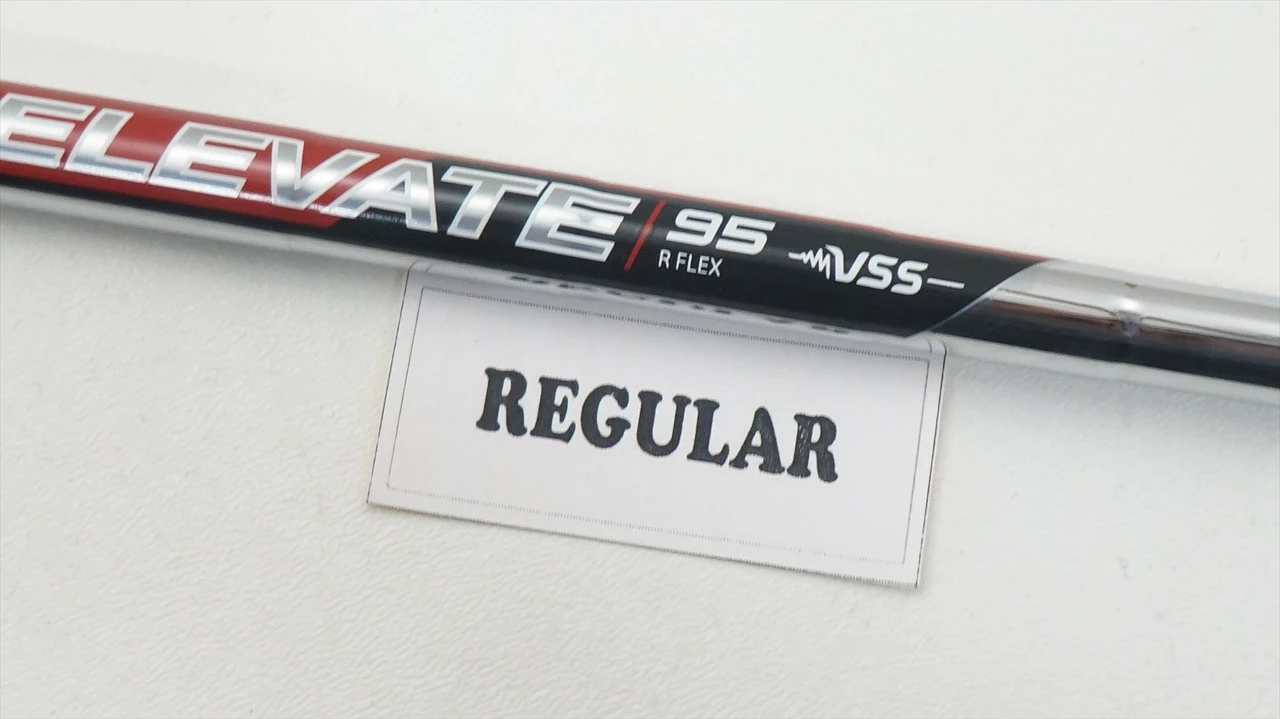 ELEVATE 95 VSS
R FLEX
REGULAR